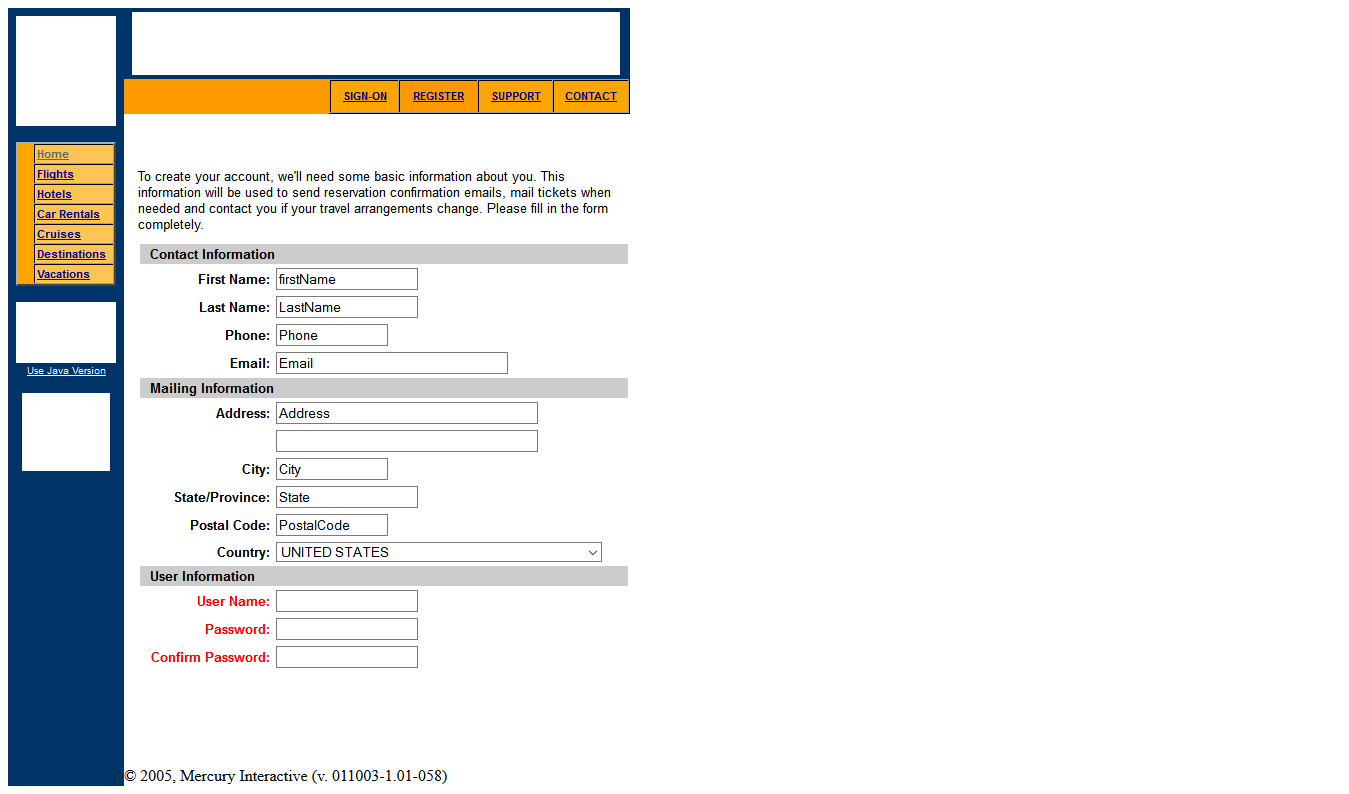 SIGN-ON REGISTER SUPPORT CONTACT
Home
Flights
Hotels
Car Rentals
Cruises
Destinations
Vacations
Use Java Version
To create your account, we'll need some basic information about you. This
information will be used to send reservation confirmation emails, mail tickets when
needed and contact you if your travel arrangements change. Please fill in the form
completely.
Contact Information
First Name: firstName
Last Name: LastName
Phone: Phone
Email: Email
Mailing Information
Address: Address
City: City
State/Province: State
Postal Code: PostalCode
Country: UNITED STATES
User Information
User Name:
Password:
Confirm Password:
© 2005, Mercury Interactive (v. 011003-1.01-058)